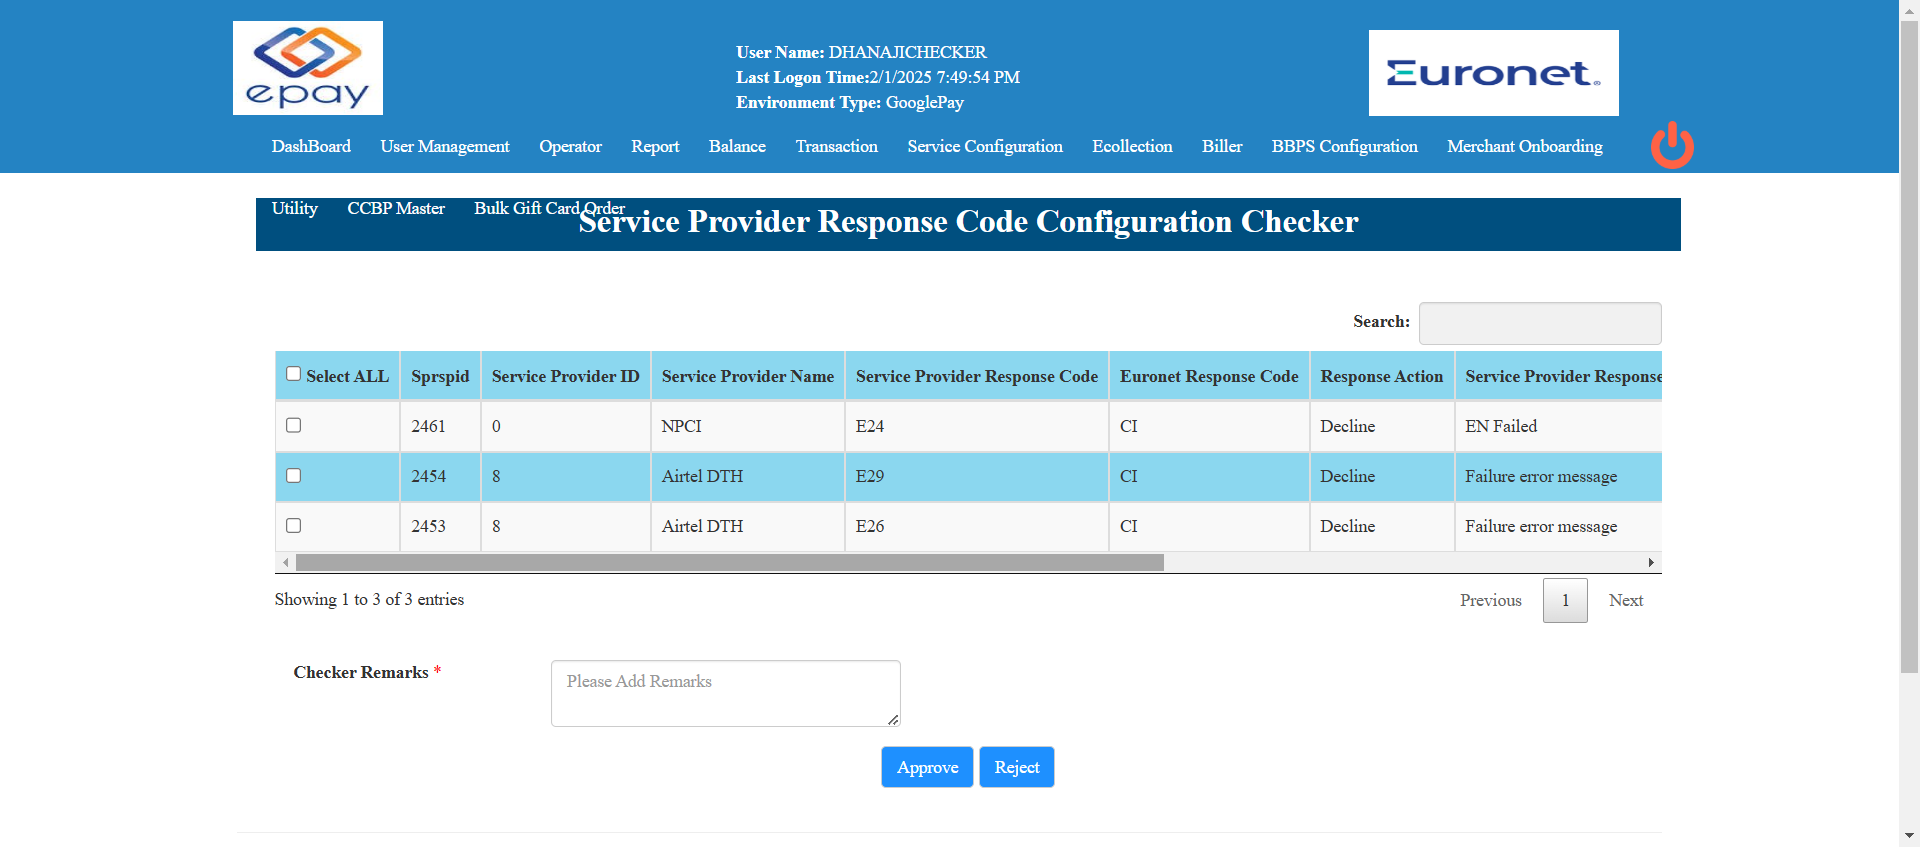 epay
User Name: DHANAJICHECKER
Last Logon Time:2/1/2025 7:49:54 PM
Environment Type: GooglePay
Euronet®
DashBoard User Management Operator Report Balance Transaction Service Configuration Ecollection Biller BBPS Configuration Merchant Onboarding
Utility CCBP Master Bulk Gift Card Order
Service Provider Response Code Configuration Checker
Search:
Select ALL Sprspid Service Provider ID Service Provider Name Service Provider Response Code Euronet Response Code Response Action Service Provider Response
2461 0 NPCI E24 CI Decline EN Failed
2454 8 Airtel DTH E29 CI Decline Failure error message
2453 8 Airtel DTH E26 CI Decline Failure error message
Showing 1 to 3 of 3 entries
Previous 1 Next
Checker Remarks *
Please Add Remarks
Approve Reject